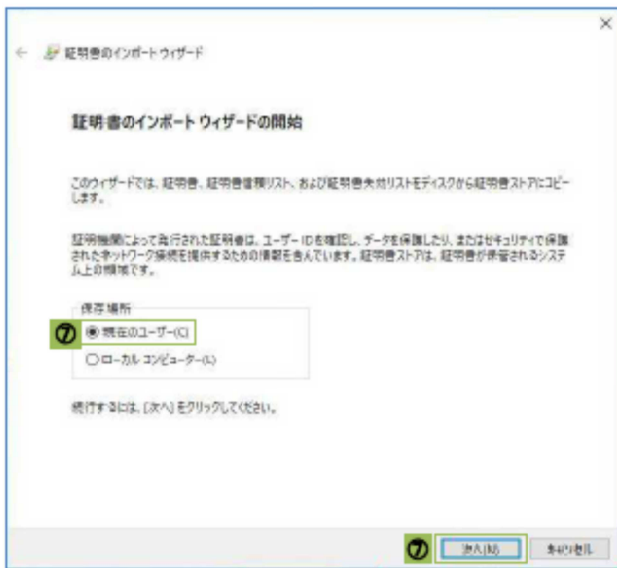 証明書のインポート ウィザード
証明書のインポート ウィザードの開始
このウィザードでは、証明書、証明書信頼リスト、および証明書失効リストをディスクから証明書ストアにコピー
します。
証明機関によって発行された証明書は、ユーザー ID を確認し、データを保護したり、またはセキュリティで保護
されたネットワーク接続を提供するための情報を含んでいます。証明書ストアは、証明書が保管されるシステ
ム上の領域です。
保存場所
⑦ 現在のユーザー(C)
ローカル コンピューター(L)
続行するには、[次へ] をクリックしてください。
⑦ 次へ(N) キャンセル